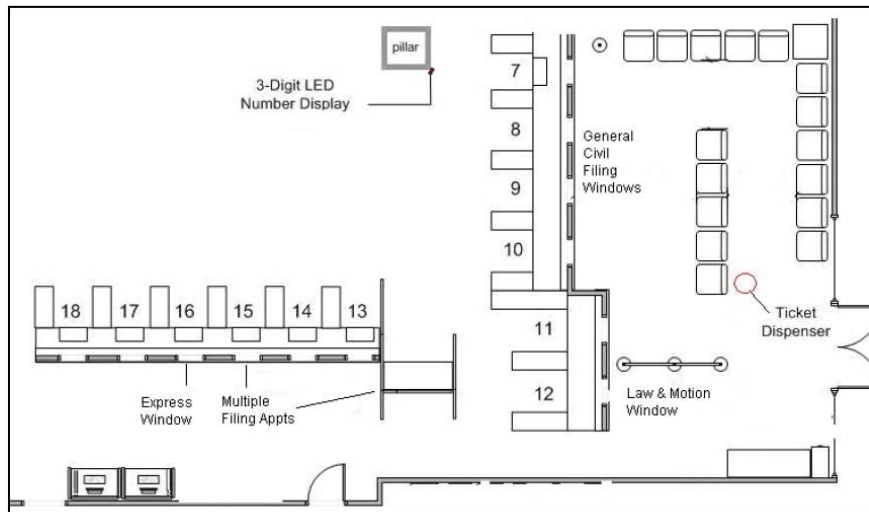 pillar
3-Digit LED
Number Display
7
8
9
10
General
Civil
Filing
Windows
Ticket
Dispenser
11
12
Law & Motion
Window
18
17
16
15
14
13
Express
Window
Multiple
Filing Appts